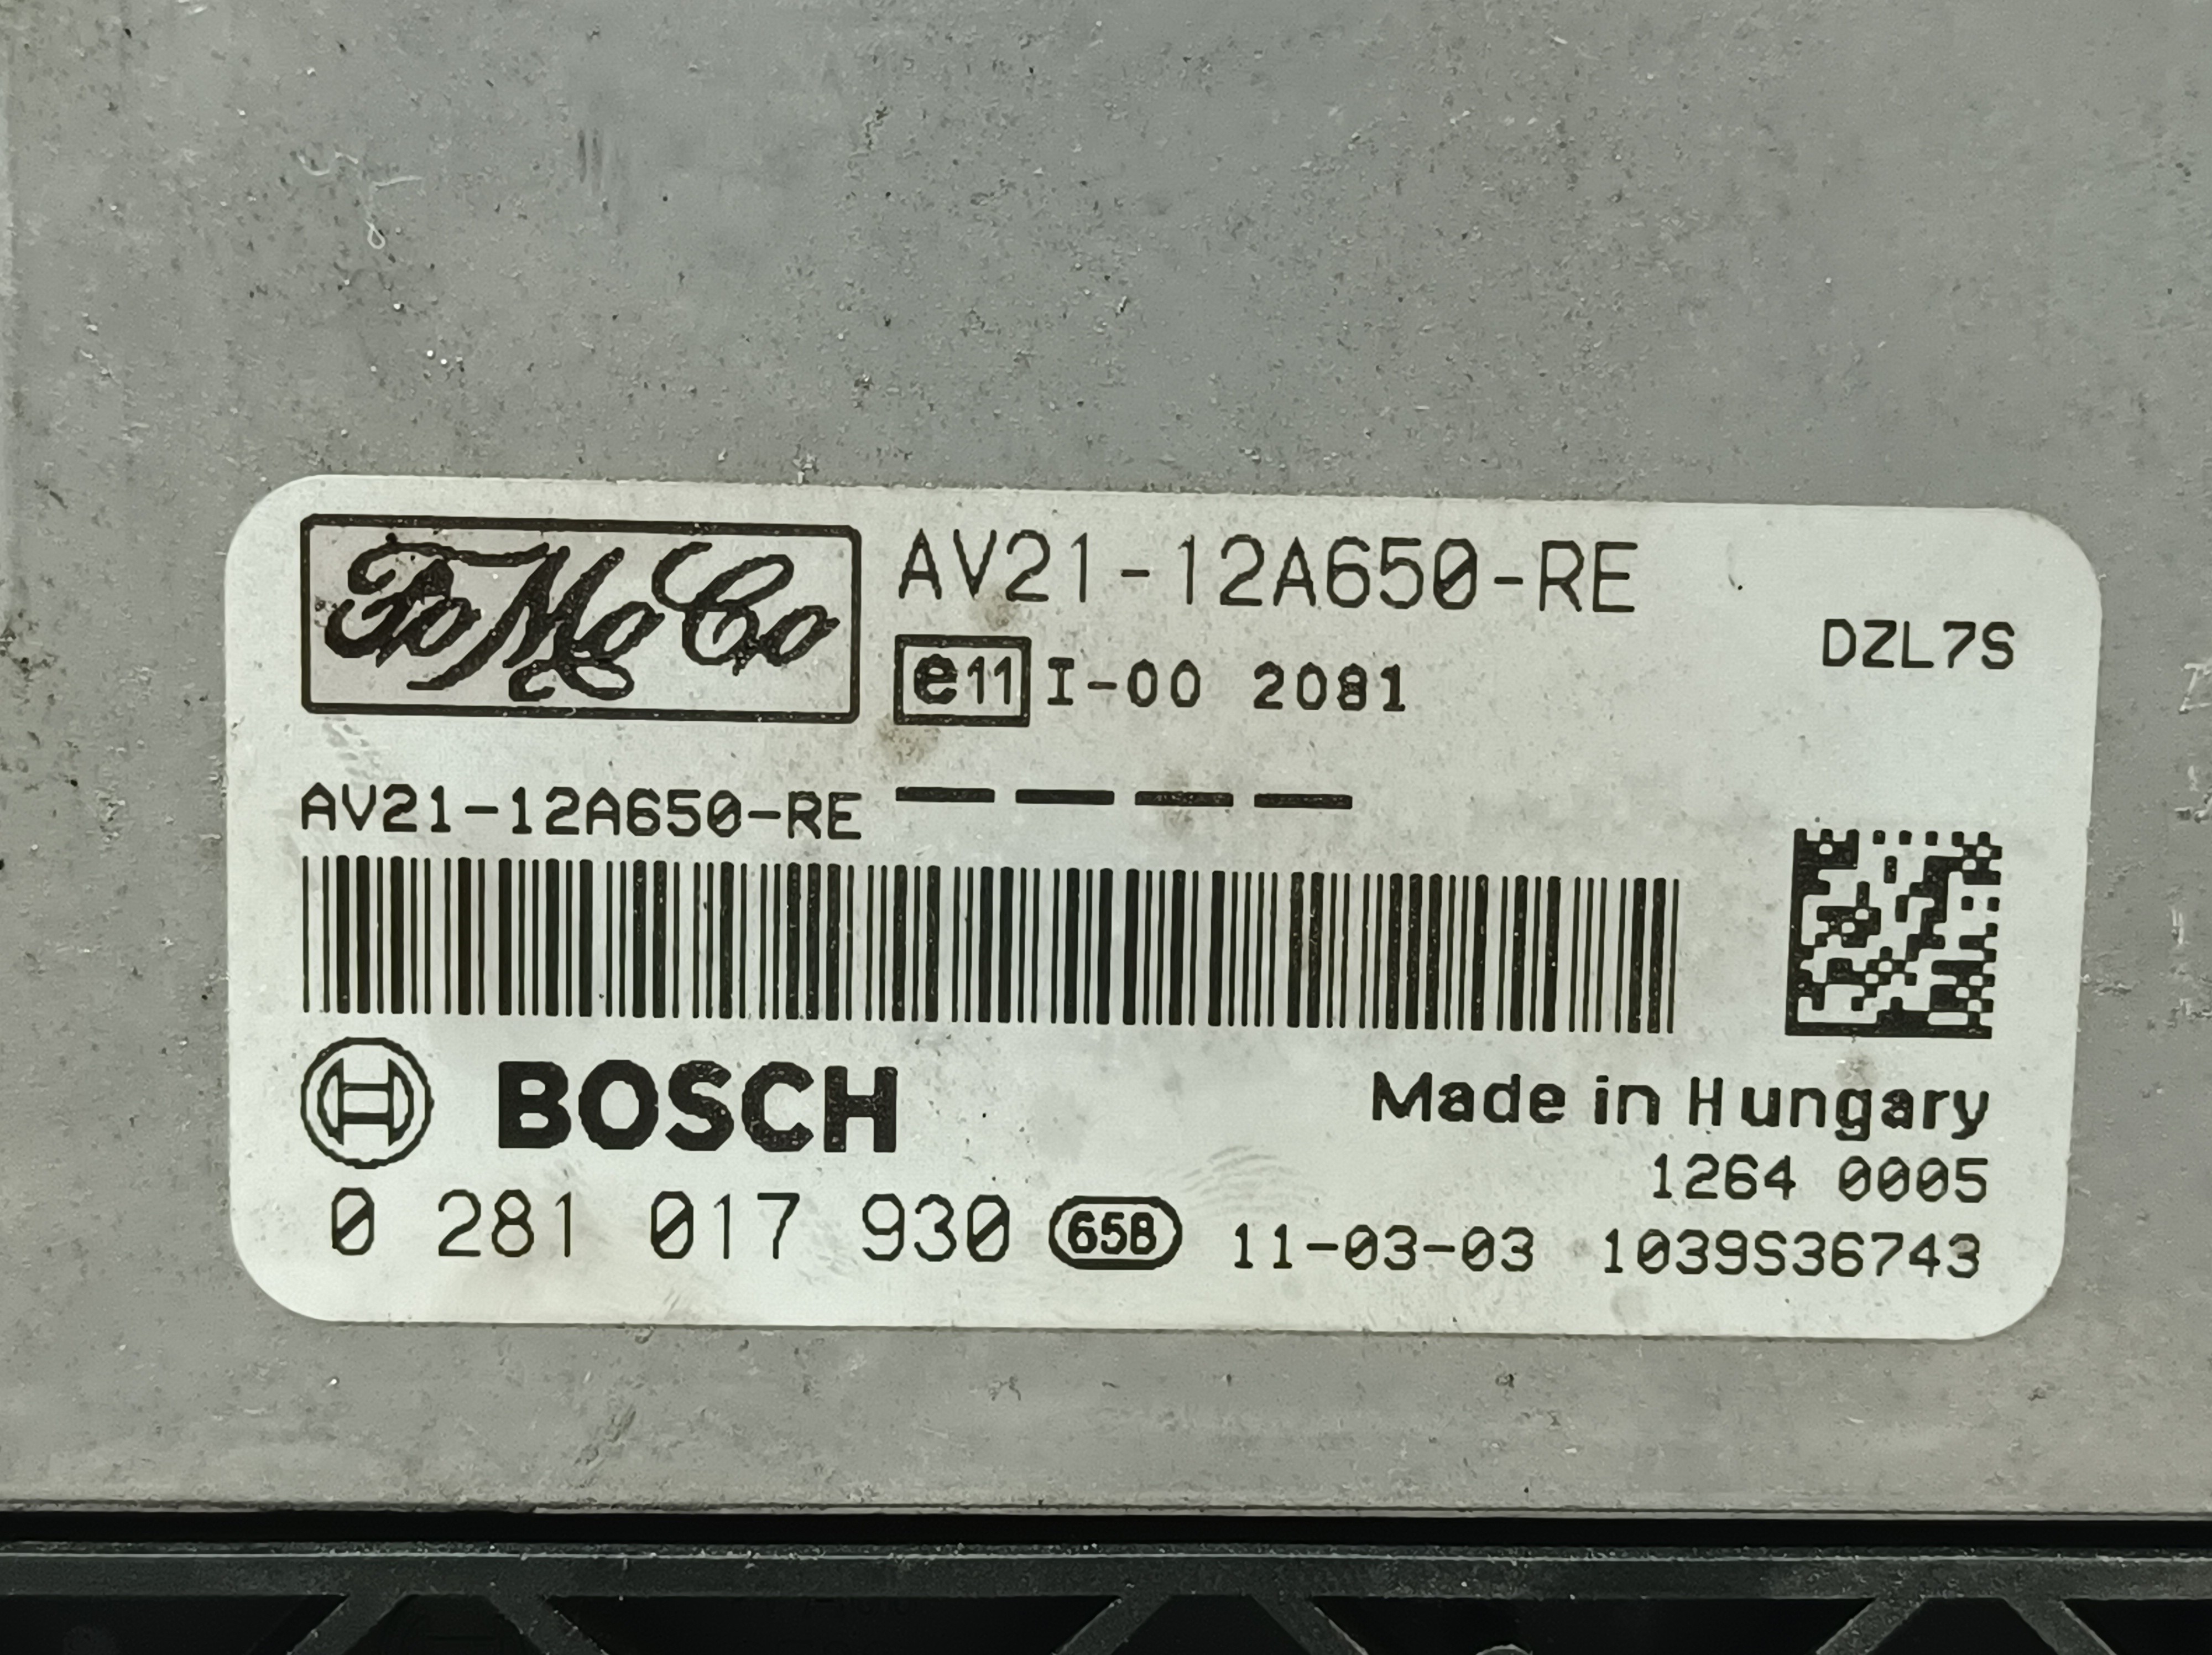 FoMoCo
AV21-12A650-RE
DZL7S
e11 I-00 2081
AV21-12A650-RE
BOSCH
Made in Hungary
1264 0005
0 281 017 930 65B 11-03-03 1039S36743